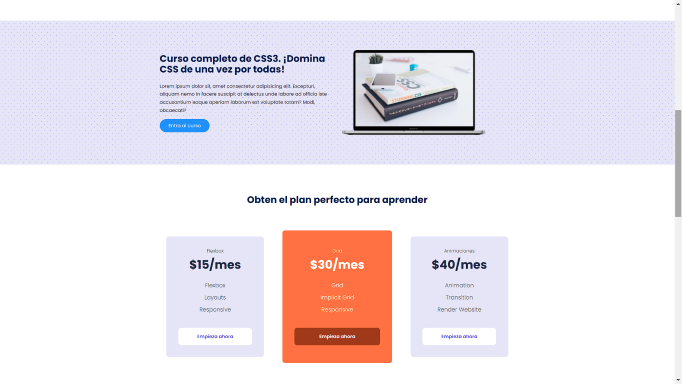 Curso completo de CSS3. ¡Domina
CSS de una vez por todas!
Lorem ipsum dolor sit, amet consectetur adipisicing elit. Excepturi,
aliquam nemo in facere suscipit at delectus unde labore ad officia iste
accusantium eaque aperiam laborum est voluptate totam? Modi,
obcaecati?
Entra al curso
Obten el plan perfecto para aprender
Flexbox
$15/mes
Flexbox
Layouts
Responsive
Empieza ahora
Grid
$30/mes
Grid
Implicit Grid
Responsive
Empieza ahora
Animaciones
$40/mes
Animation
Transition
Render Website
Empieza ahora